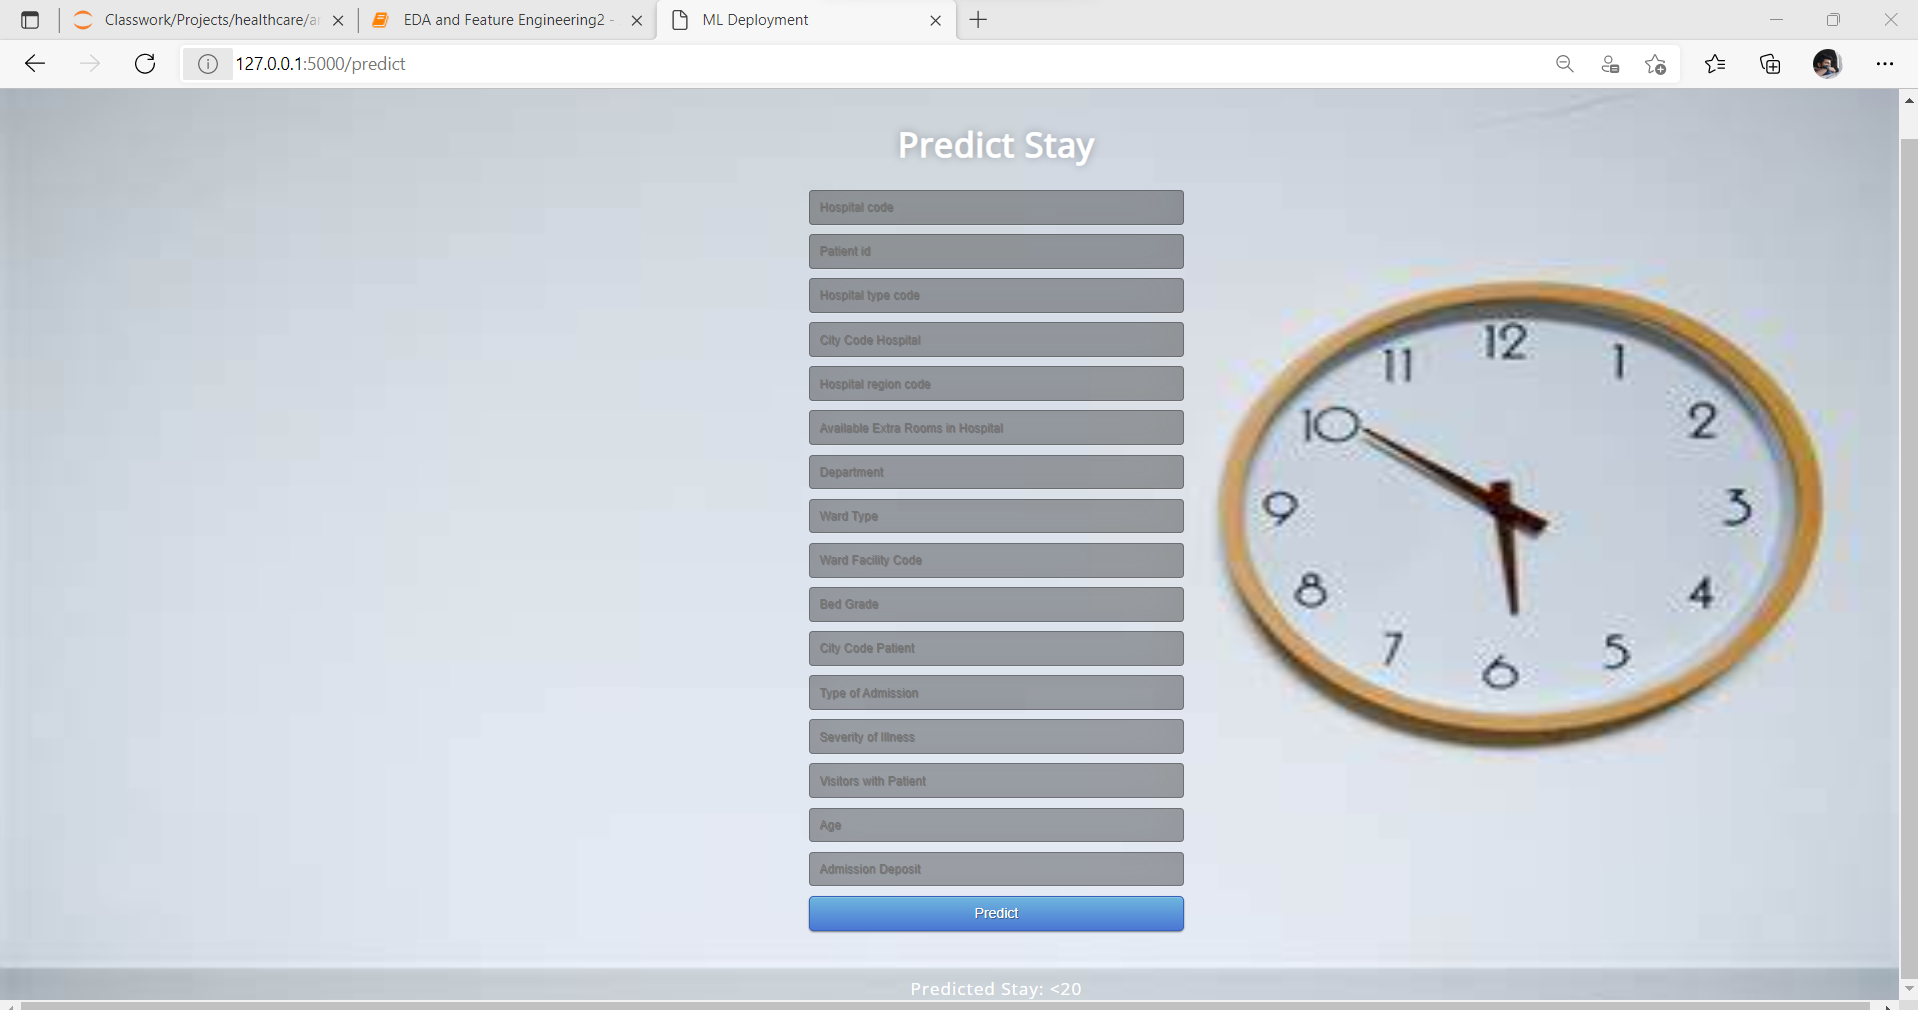 Classwork/Projects/healthcare/a
EDA and Feature Engineering2 -
ML Deployment
127.0.0.1:5000/predict
Predict Stay
Hospital code
Patient id
Hospital type code
City Code Hospital
Hospital region code
Available Extra Rooms in Hospital
Department
Ward Type
Ward Facility Code
Bed Grade
City Code Patient
Type of Admission
Severity of Illness
Visitors with Patient
Age
Admission Deposit
Predict
Predicted Stay: <20
12
1
2
3
4
5
6
7
8
9
10
11